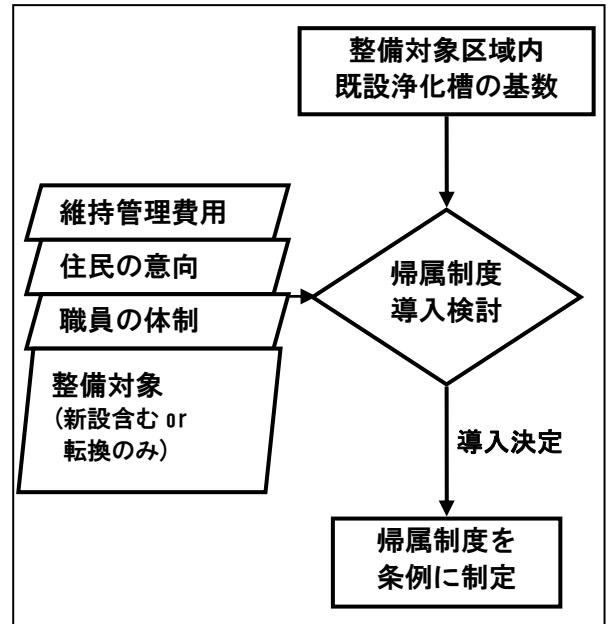 整備対象区域内
既設浄化槽の基数
維持管理費用
住民の意向
職員の体制
整備対象
(新設含む or
転換のみ)
帰属制度
導入検討
導入決定
帰属制度を
条例に制定